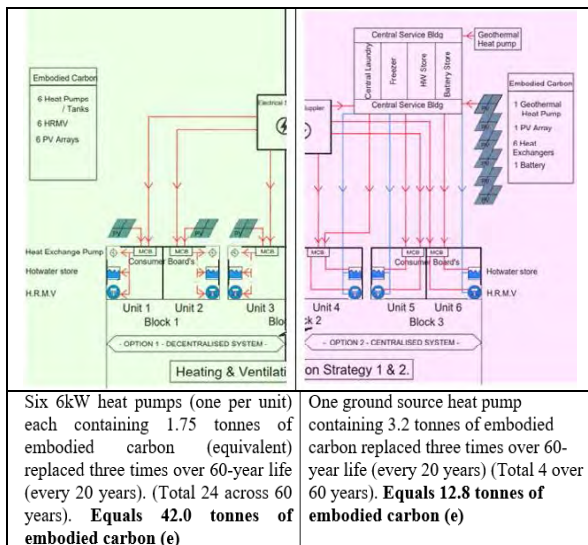 Central Service Bldg
Geothermal
Heat pump
Central Laundry
Freezer
HW Store
Battery Store
Central Service Bldg
Embodied Carbon
6 Heat Pumps
/ Tanks
6 HRMV
6 PV Arrays
Electrical
upplier
Embodied Carbon
1 Geothermal
Heat Pump
1 PV Array
6 Heat
Exchangers
1 Battery
PV
PV
PV
Heat Exchange Pump
MCB
MCB
MCB
MCB
MCB
Consumer Board's
Consumer Board's
Hotwater store
Hotwater store
H.R.M.V
H.R.M.V
Unit 1
Unit 2
Unit 3
Unit 4
Unit 5
Unit 6
Block 1
Blo
ck 2
Block 3
- OPTION 1 - DECENTRALISED SYSTEM -
- OPTION 2 - CENTRALISED SYSTEM -
Heating & Ventilati
on Strategy 1 & 2.
Six 6kW heat pumps (one per unit)
each containing 1.75 tonnes of
embodied carbon (equivalent)
replaced three times over 60-year life
(every 20 years). (Total 24 across 60
years). Equals 42.0 tonnes of
embodied carbon (e)
One ground source heat pump
containing 3.2 tonnes of embodied
carbon replaced three times over 60-
year life (every 20 years) (Total 4 over
60 years). Equals 12.8 tonnes of
embodied carbon (e)